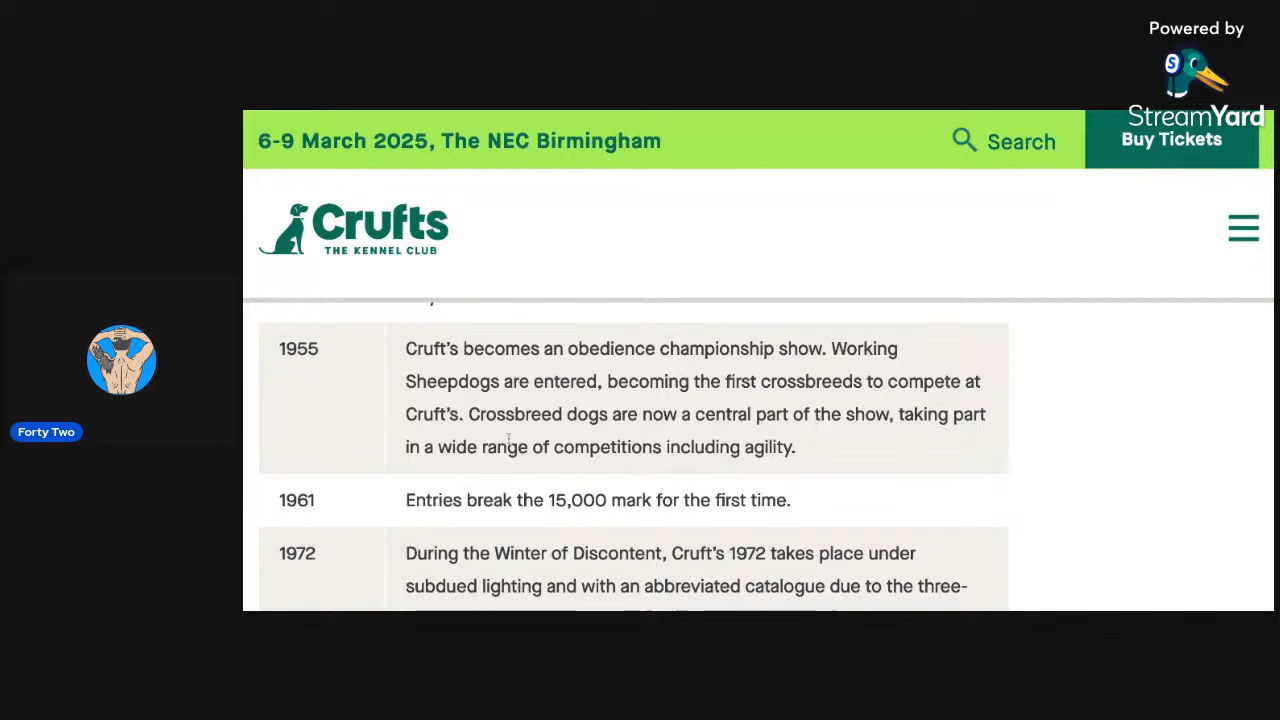 Powered by
StreamYard
6-9 March 2025, The NEC Birmingham
Search
Buy Tickets
Crufts
THE KENNEL CLUB
1955
Cruft's becomes an obedience championship show. Working
Sheepdogs are entered, becoming the first crossbreeds to compete at
Cruft's. Crossbreed dogs are now a central part of the show, taking part
in a wide range of competitions including agility.
1961
Entries break the 15,000 mark for the first time.
1972
During the Winter of Discontent, Cruft's 1972 takes place under
subdued lighting and with an abbreviated catalogue due to the three-
Forty Two